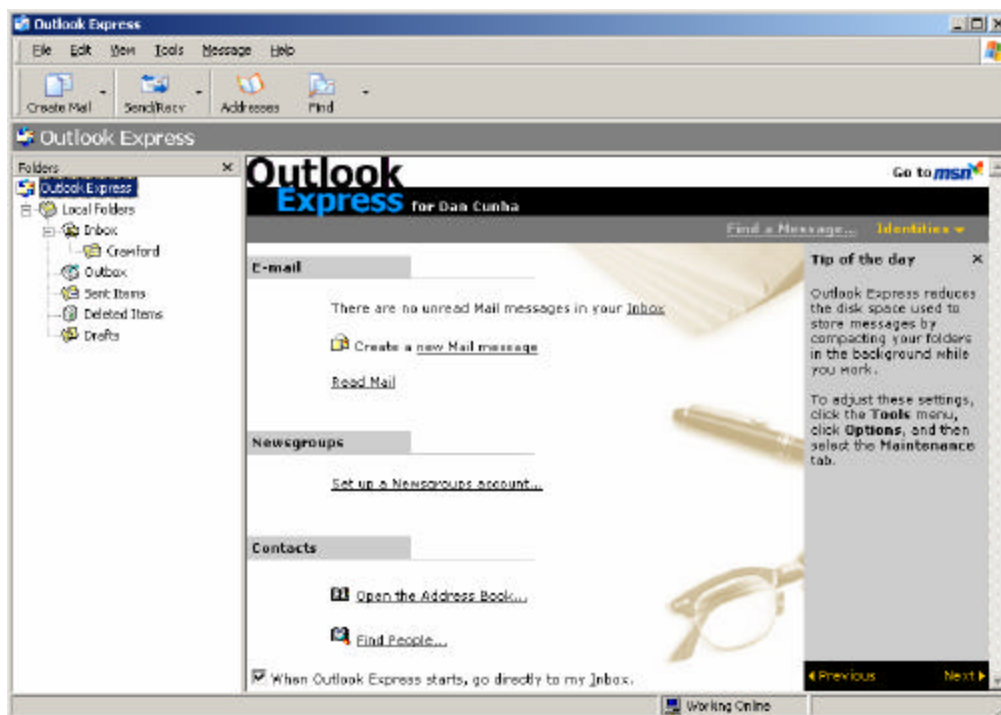 Outlook Express
File Edit View Tools Message Help
Create Mail Send/Recv Addresses Find
Outlook Express
Folders
Outlook Express
Local Folders
Inbox
Crawford
Outbox
Sent Items
Deleted Items
Drafts
Outlook
Express for Dan Cunha
Go to msn
Find a Message... Identities
E-mail
There are no unread Mail messages in your Inbox
Create a new Mail message
Read Mail
Newsgroups
Set up a Newsgroups account...
Contacts
Open the Address Book...
Find People...
When Outlook Express starts, go directly to my Inbox.
Tip of the day
Outlook Express reduces
the disk space used to
store messages by
compacting your folders
in the background while
you work.
To adjust these settings,
click the Tools menu,
click Options, and then
select the Maintenance
tab.
Previous Next
Working Online